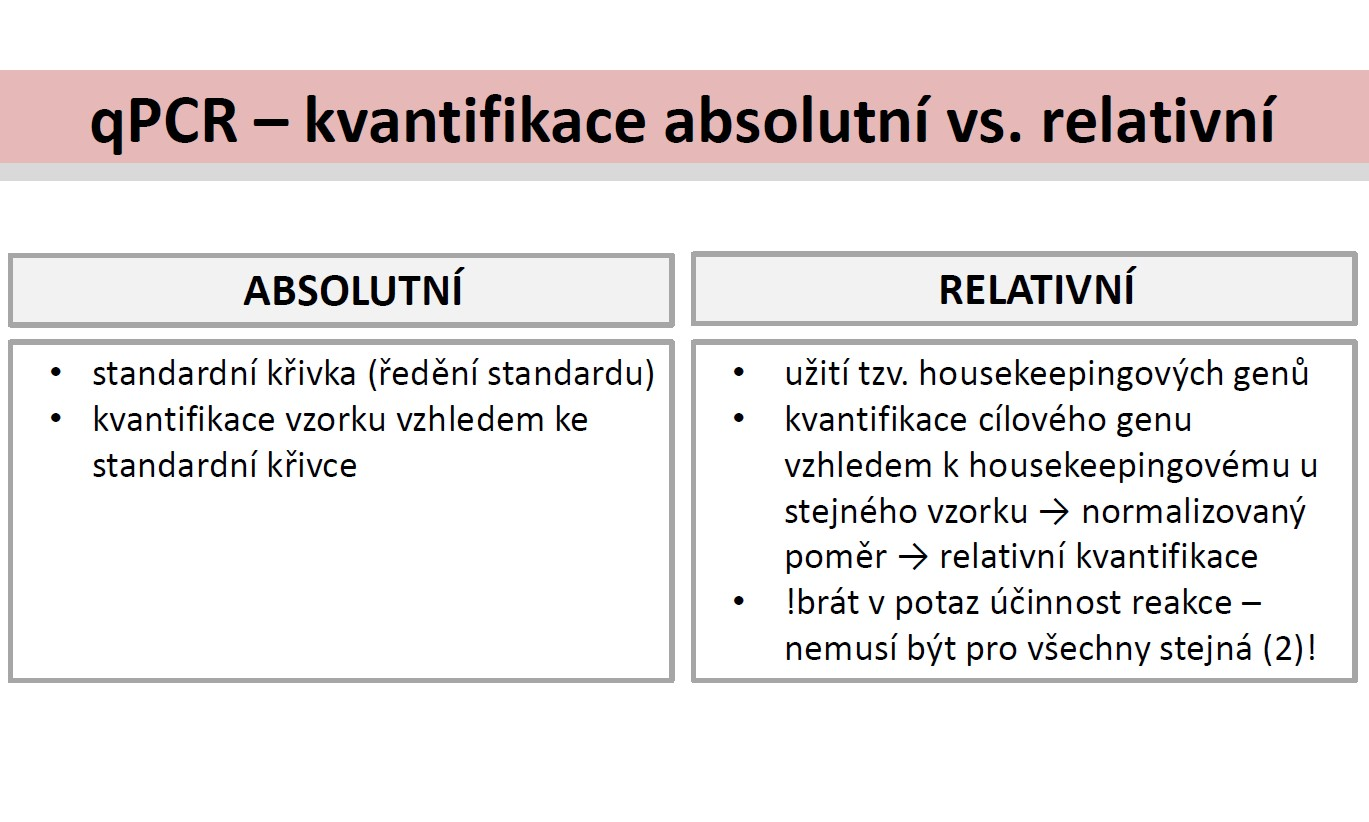 qPCR – kvantifikace absolutní vs. relativní
ABSOLUTNÍ
• standardní křivka (ředění standardu)
• kvantifikace vzorku vzhledem ke
standardní křivce
RELATIVNÍ
• užití tzv. housekeepingových genů
• kvantifikace cílového genu
vzhledem k housekeepingovému u
stejného vzorku → normalizovaný
poměr → relativní kvantifikace
• !brát v potaz účinnost reakce –
nemusí být pro všechny stejná (2)!